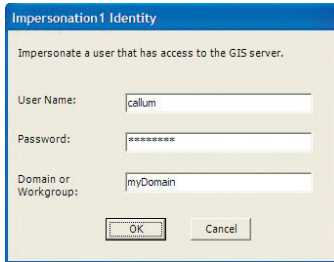 Impersonation1 Identity
Impersonate a user that has access to the GIS server.
User Name: callum
Password: ********
Domain or Workgroup: myDomain
OK Cancel